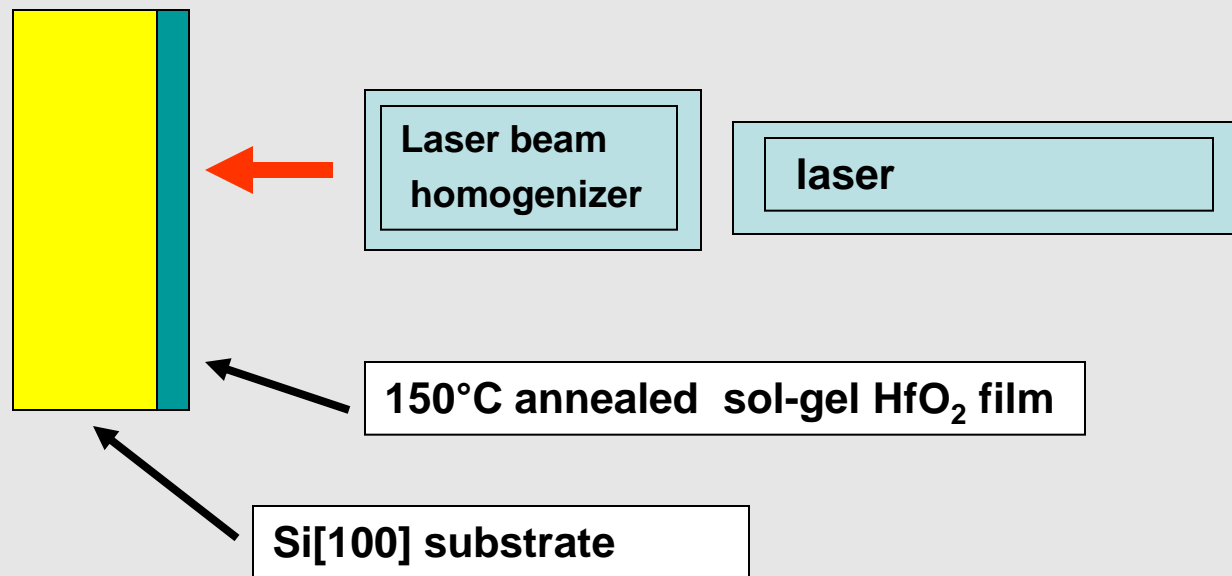 Laser beam
homogenizer
laser
150°C annealed sol-gel HfO₂ film
Si[100] substrate